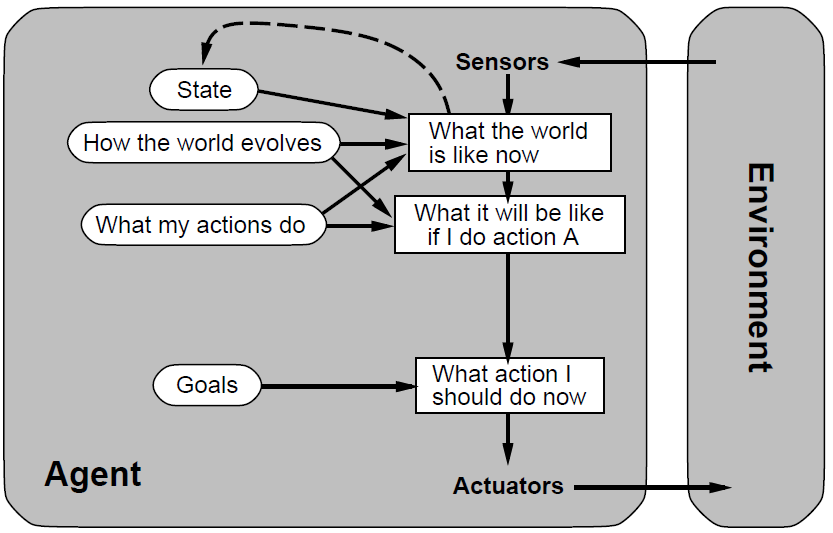 Sensors
State
How the world evolves
What the world
is like now
What my actions do
What it will be like
if I do action A
Goals
What action I
should do now
Agent
Actuators
Environment